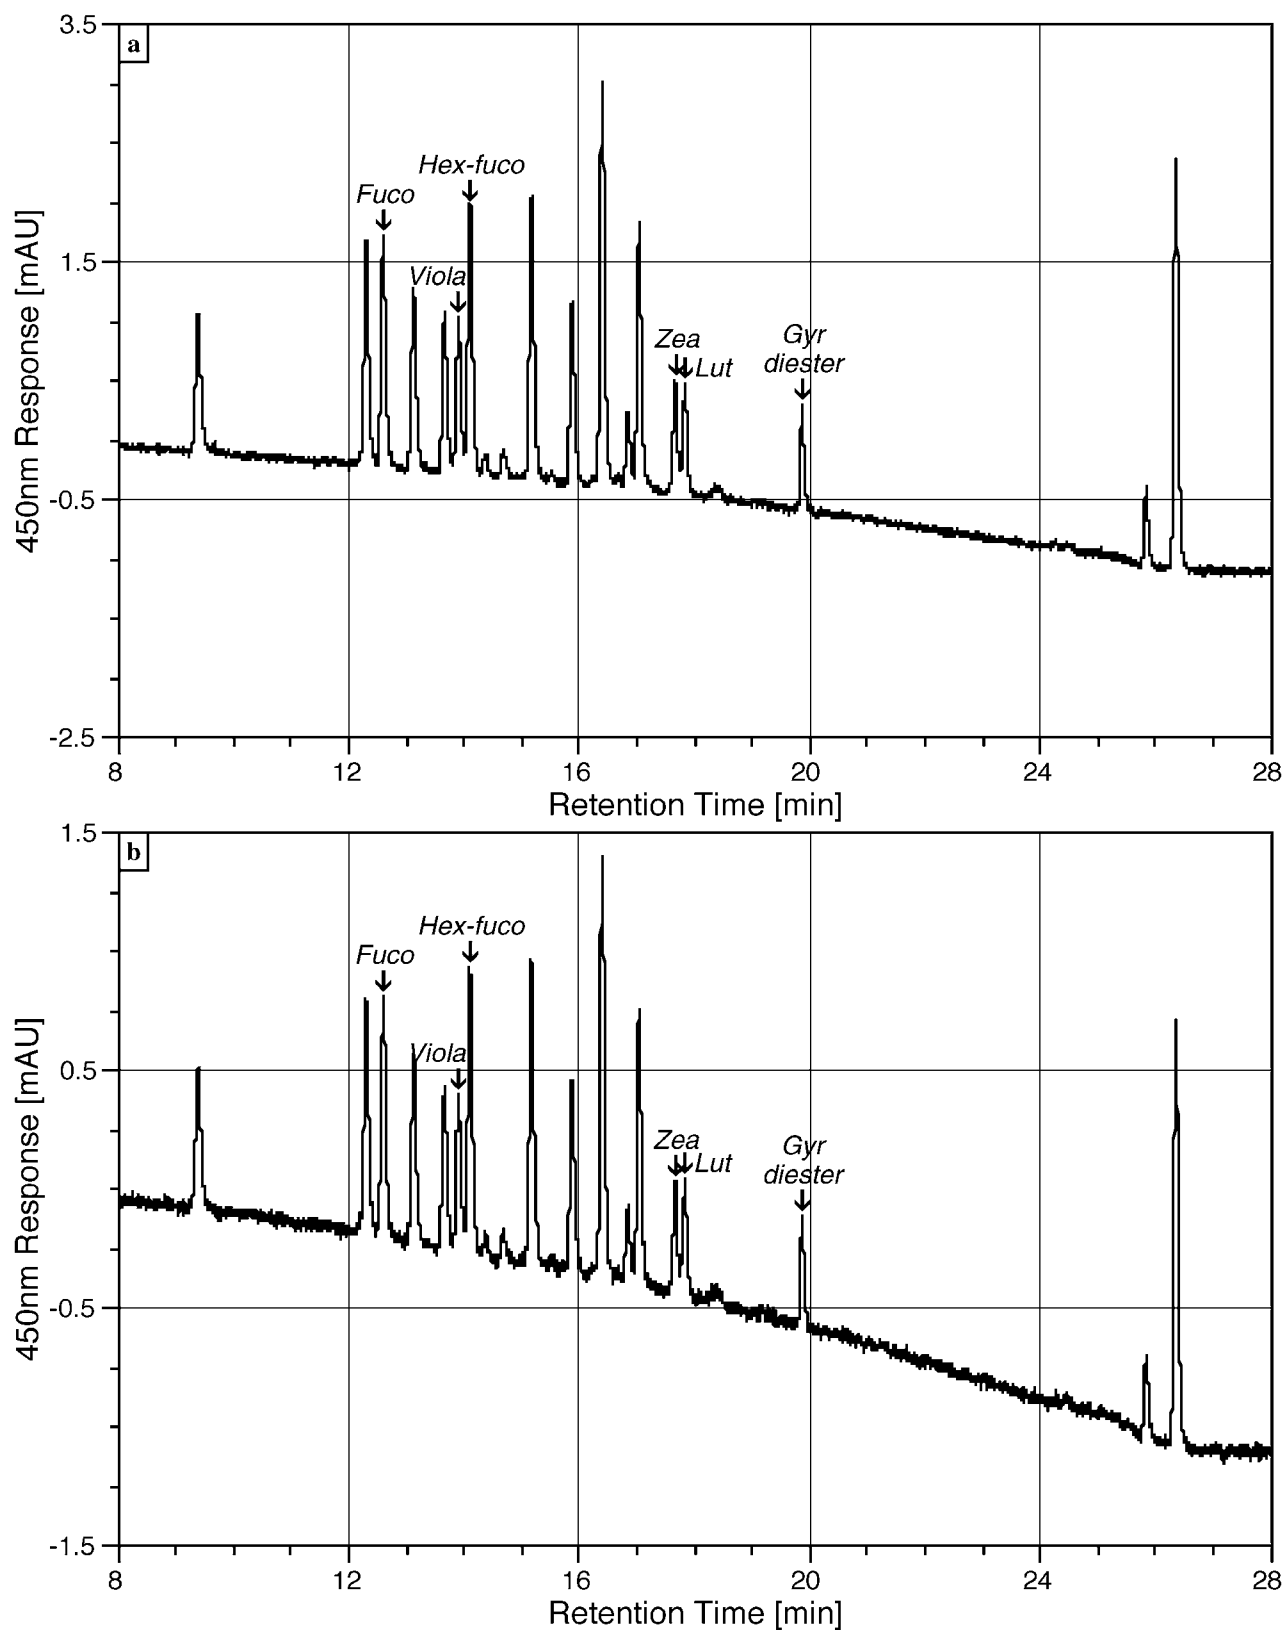 3.5
a
Hex-fuco
Fuco
1.5
Viola
Zea
Lut
Gyr
diester
-0.5
-2.5
450nm Response [mAU]
8 12 16 20 24 28
Retention Time [min]
1.5
b
Hex-fuco
Fuco
Viola
0.5
Zea
Lut
Gyr
diester
-0.5
-1.5
450nm Response [mAU]
8 12 16 20 24 28
Retention Time [min]